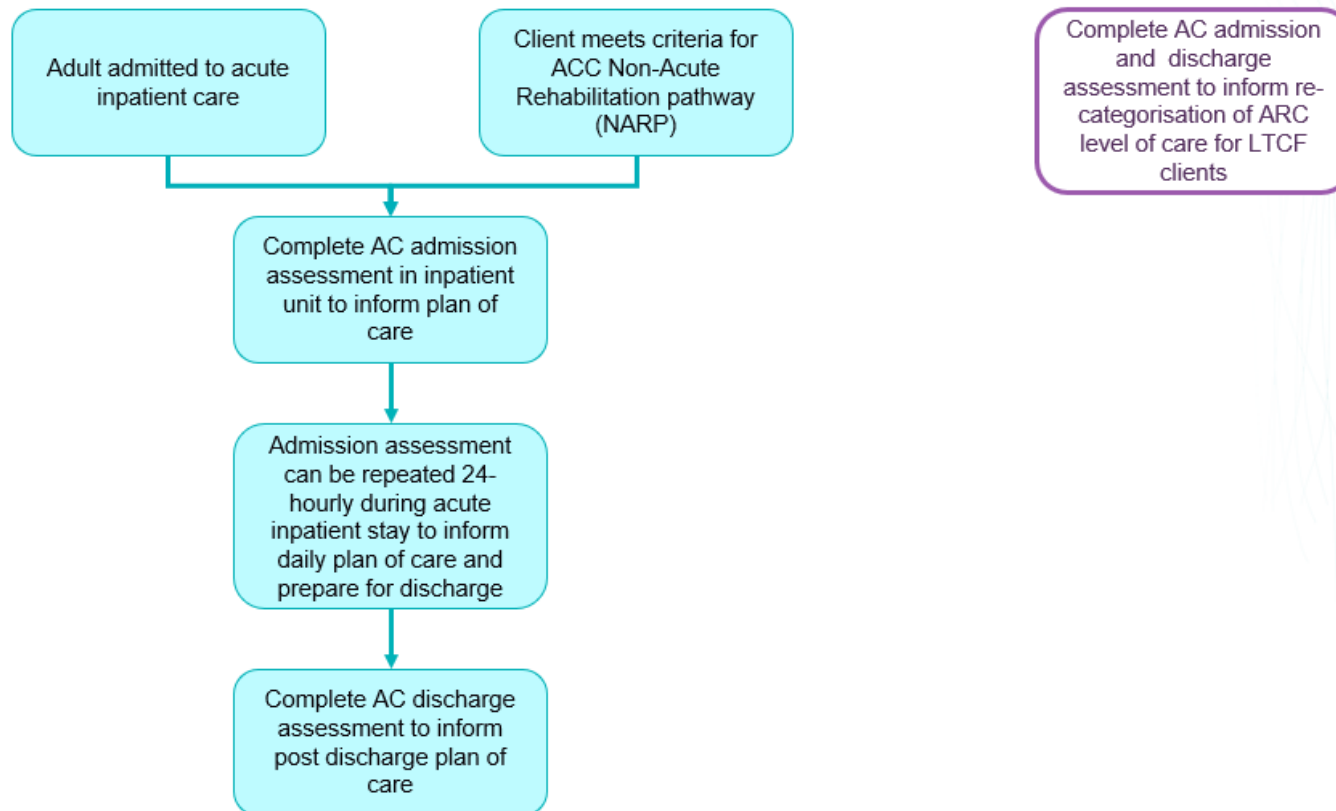 Adult admitted to acute
inpatient care
Client meets criteria for
ACC Non-Acute
Rehabilitation pathway
(NARP)
Complete AC admission
and discharge
assessment to inform re-
categorisation of ARC
level of care for LTCF
clients
Complete AC admission
assessment in inpatient
unit to inform plan of
care
Admission assessment
can be repeated 24-
hourly during acute
inpatient stay to inform
daily plan of care and
prepare for discharge
Complete AC discharge
assessment to inform
post discharge plan of
care